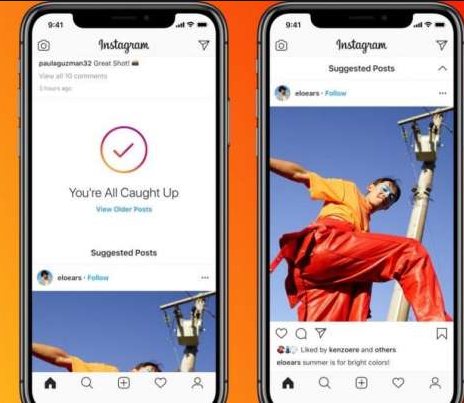 9:41
Instagram
paulaguzman32 Great Shot!
View all 10 comments
3 hours ago
You're All Caught Up
View Older Posts
Suggested Posts
eloears · Follow
9:41
Instagram
Suggested Posts
eloears · Follow
Liked by kenzoere and others
eloears summer is for bright colors!